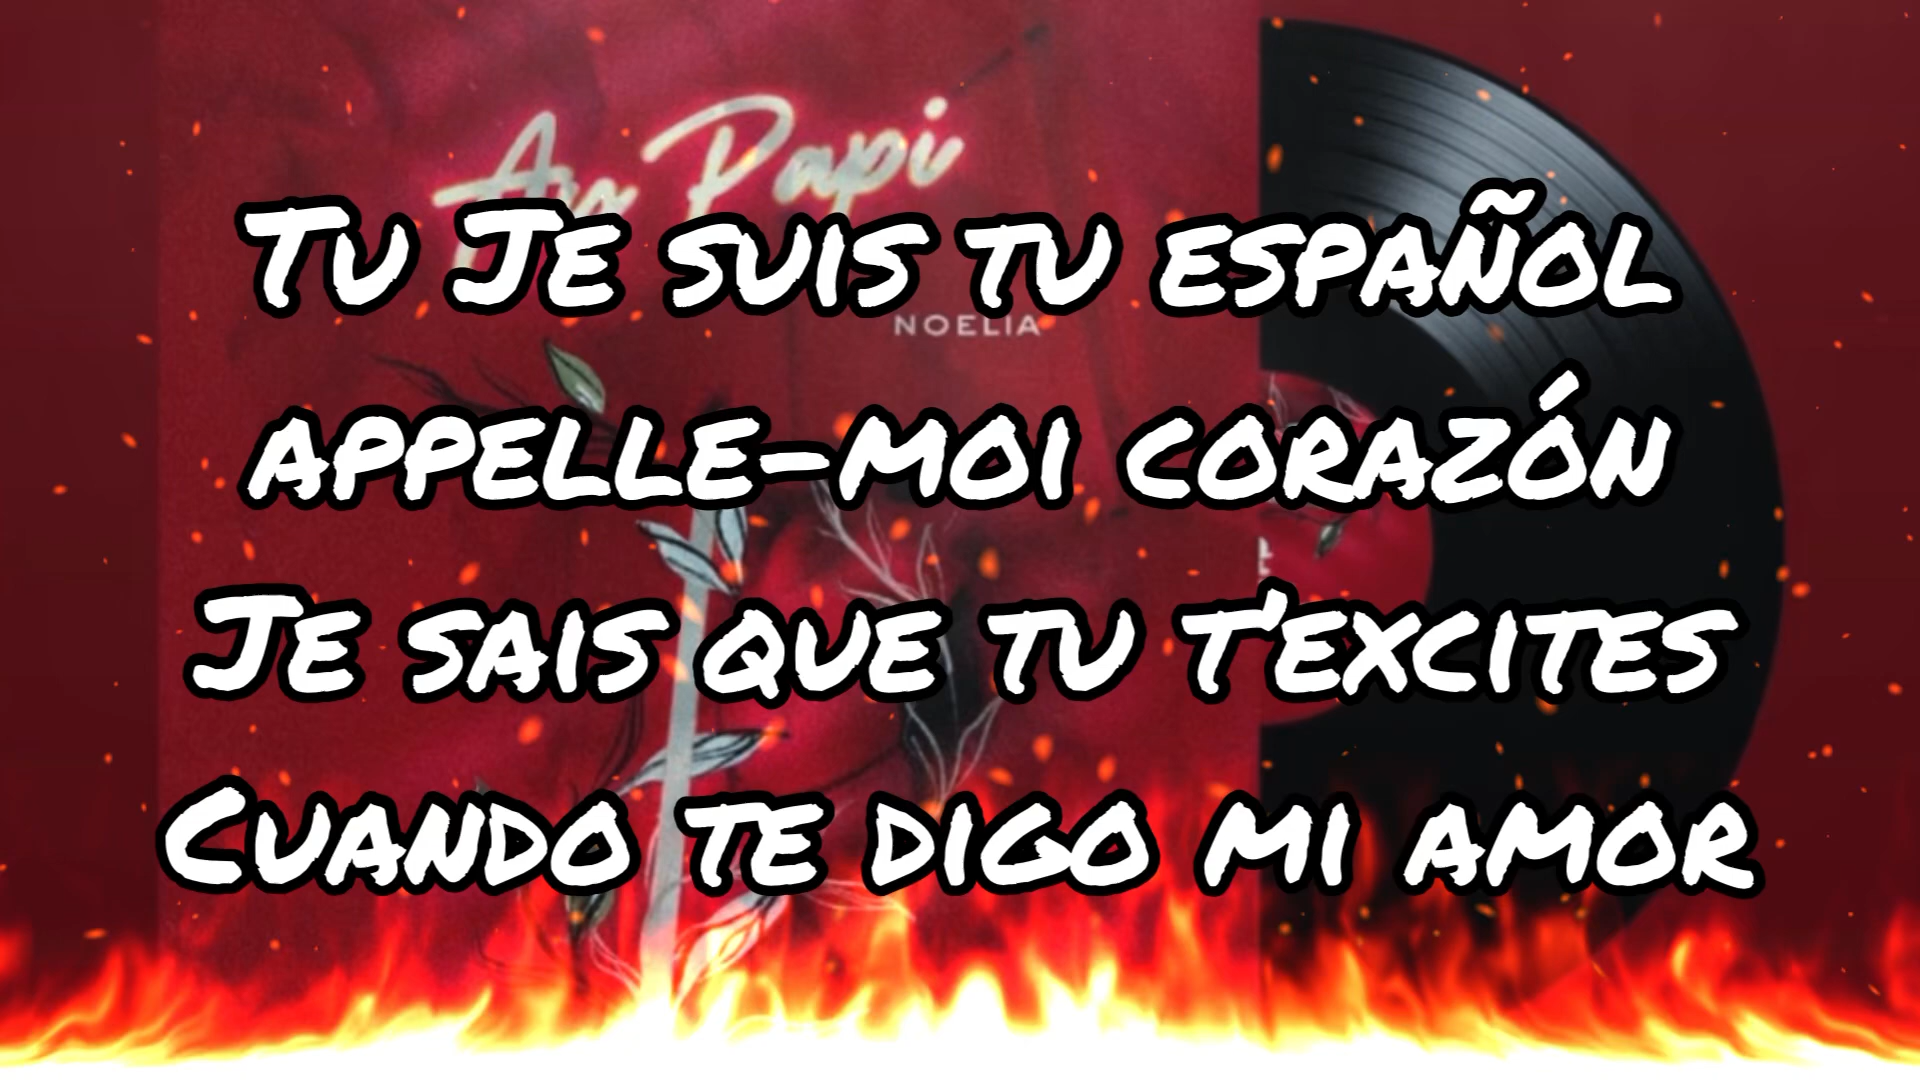 Ay Papi
Tu Je suis tu español
NOELIA
appelle-moi corazón
Je sais que tu t'excites
Cuando te digo mi amor